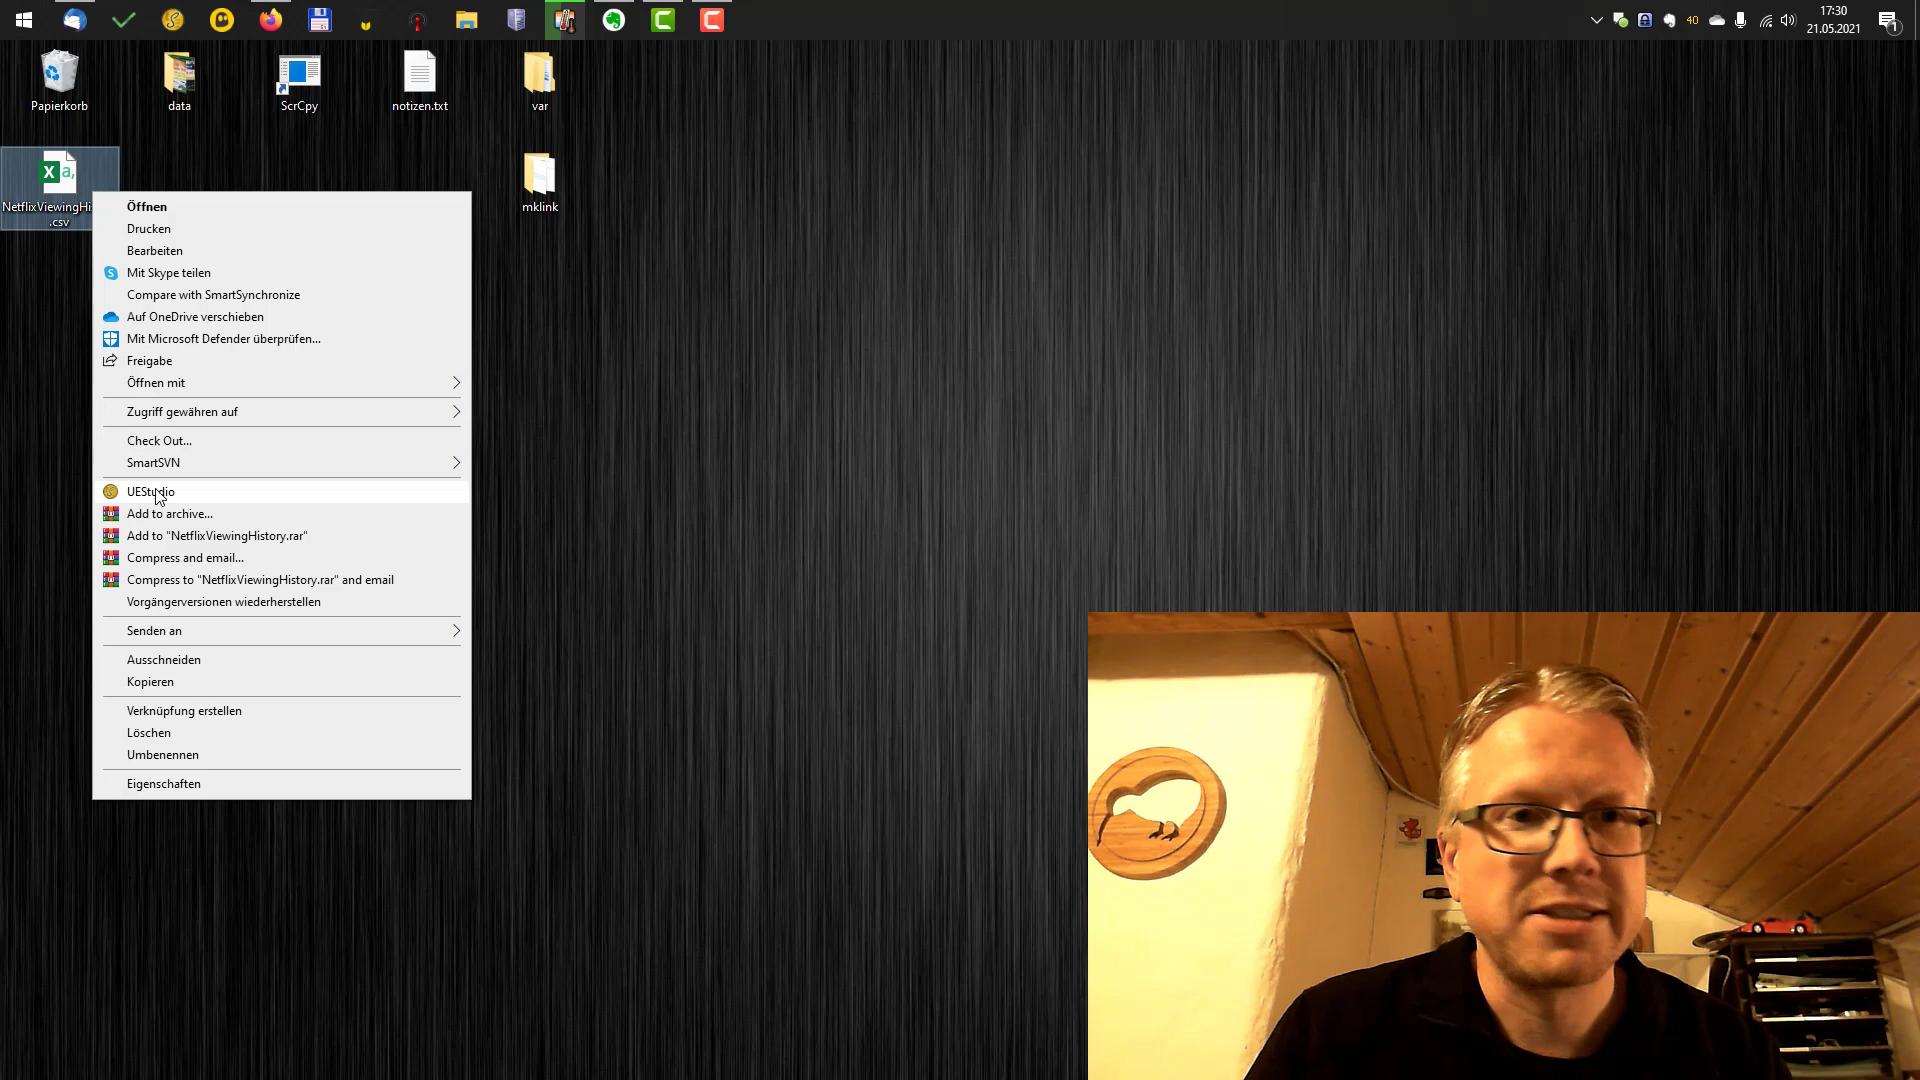 40
17:30
21.05.2021
1
Papierkorb
data
ScrCpy
notizen.txt
var
NetflixViewingHi
.csv
mklink
Öffnen
Drucken
Bearbeiten
Mit Skype teilen
Compare with SmartSynchronize
Auf OneDrive verschieben
Mit Microsoft Defender überprüfen...
Freigabe
Öffnen mit
Zugriff gewähren auf
Check Out...
SmartSVN
UEStudio
Add to archive...
Add to "NetflixViewingHistory.rar"
Compress and email...
Compress to "NetflixViewingHistory.rar" and email
Vorgängerversionen wiederherstellen
Senden an
Ausschneiden
Kopieren
Verknüpfung erstellen
Löschen
Umbenennen
Eigenschaften